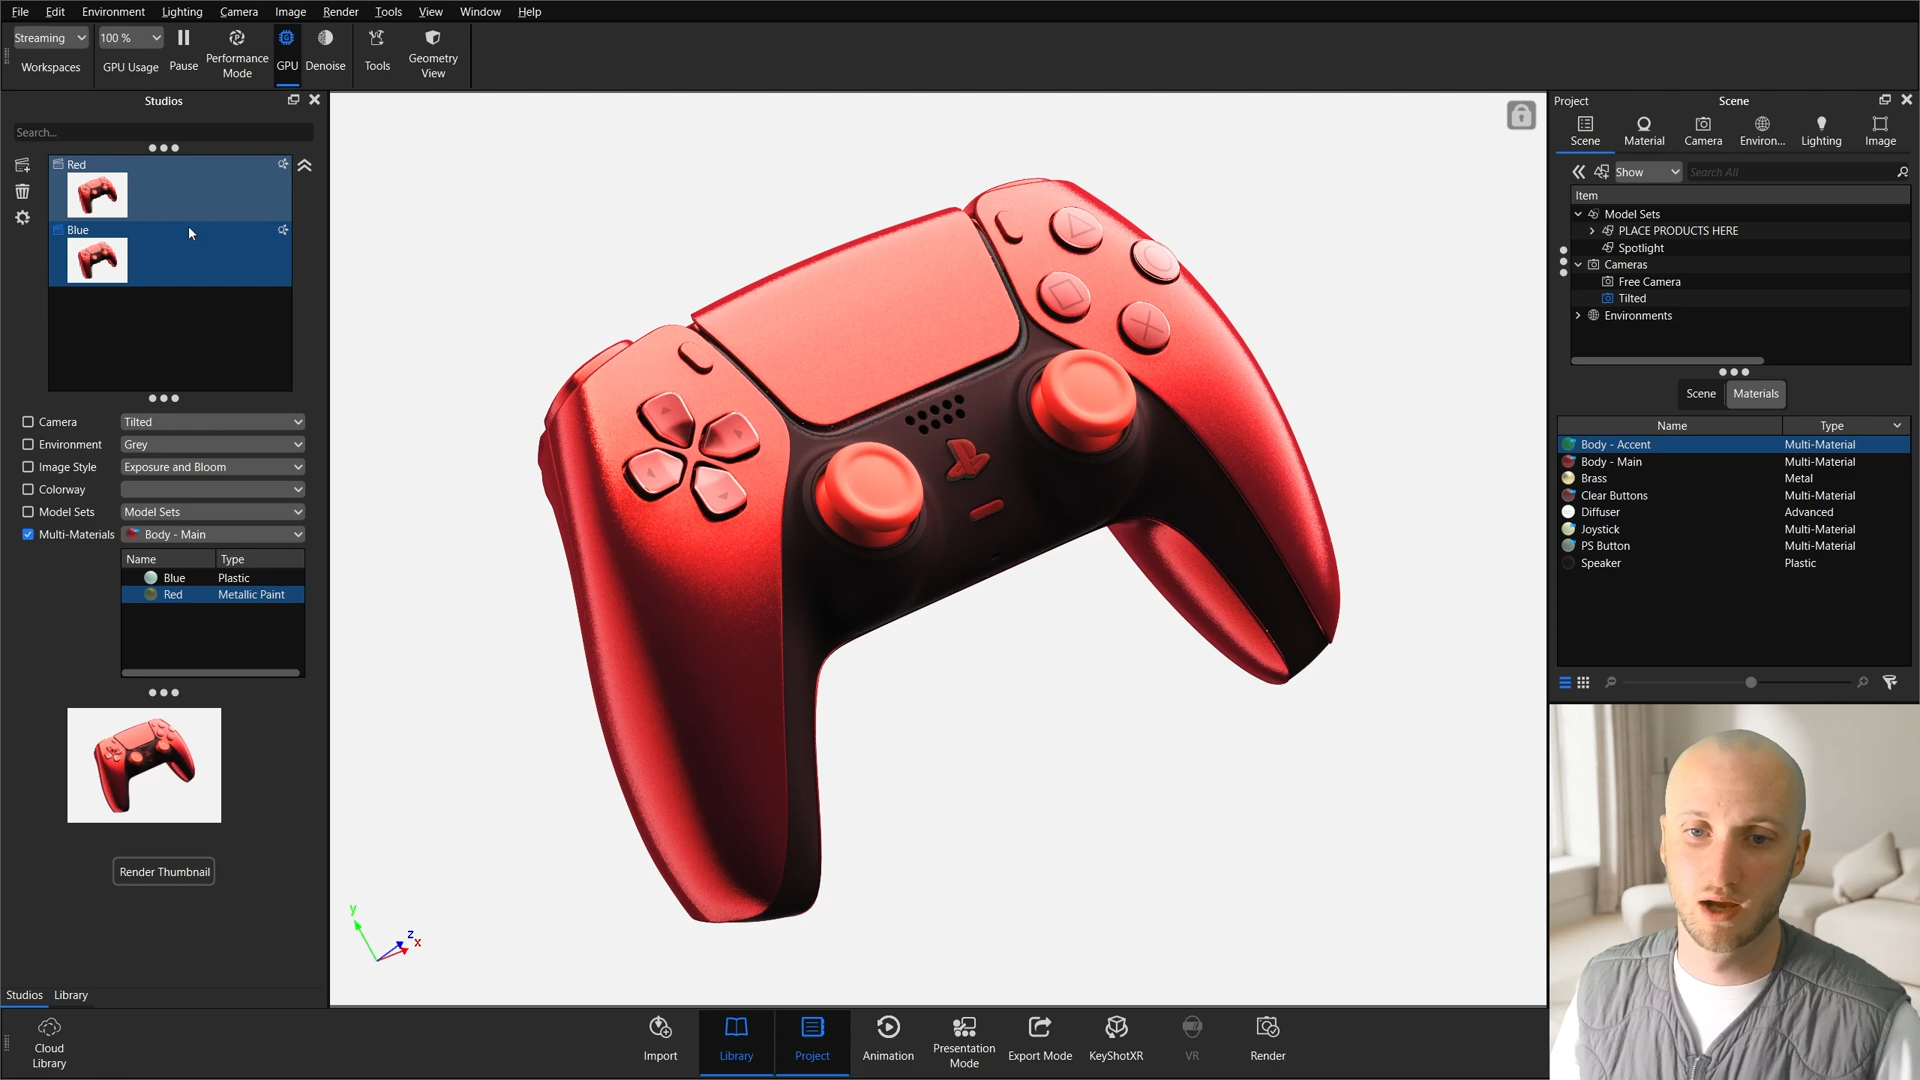 File Edit Environment Lighting Camera Image Render Tools View Window Help
Streaming 100 %
Workspaces GPU Usage Pause Performance Mode GPU Denoise Tools Geometry View
Studios
Search...
Red
Blue
Camera Tilted
Environment Grey
Image Style Exposure and Bloom
Colorway
Model Sets Model Sets
Multi-Materials Body - Main
Name Type
Blue Plastic
Red Metallic Paint
Render Thumbnail
Studios Library
Cloud Library
y
z
x
Import Library Project Animation Presentation Mode Export Mode KeyShotXR VR Render
Project Scene
Scene Material Camera Environ... Lighting Image
Show Search All
Item
Model Sets
PLACE PRODUCTS HERE
Spotlight
Cameras
Free Camera
Tilted
Environments
Scene Materials
Name Type
Body - Accent Multi-Material
Body - Main Multi-Material
Brass Metal
Clear Buttons Multi-Material
Diffuser Advanced
Joystick Multi-Material
PS Button Multi-Material
Speaker Plastic